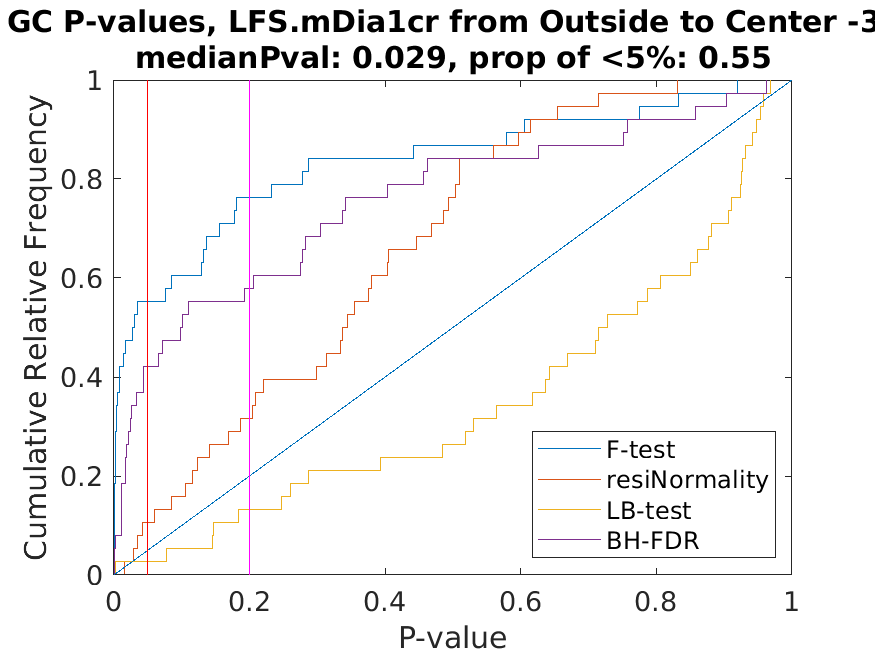 GC P-values, LFS.mDia1cr from Outside to Center -3
medianPval: 0.029, prop of <5%: 0.55
Cumulative Relative Frequency
1
0.8
0.6
0.4
0.2
0
F-test
resiNormality
LB-test
BH-FDR
0 0.2 0.4 0.6 0.8 1
P-value